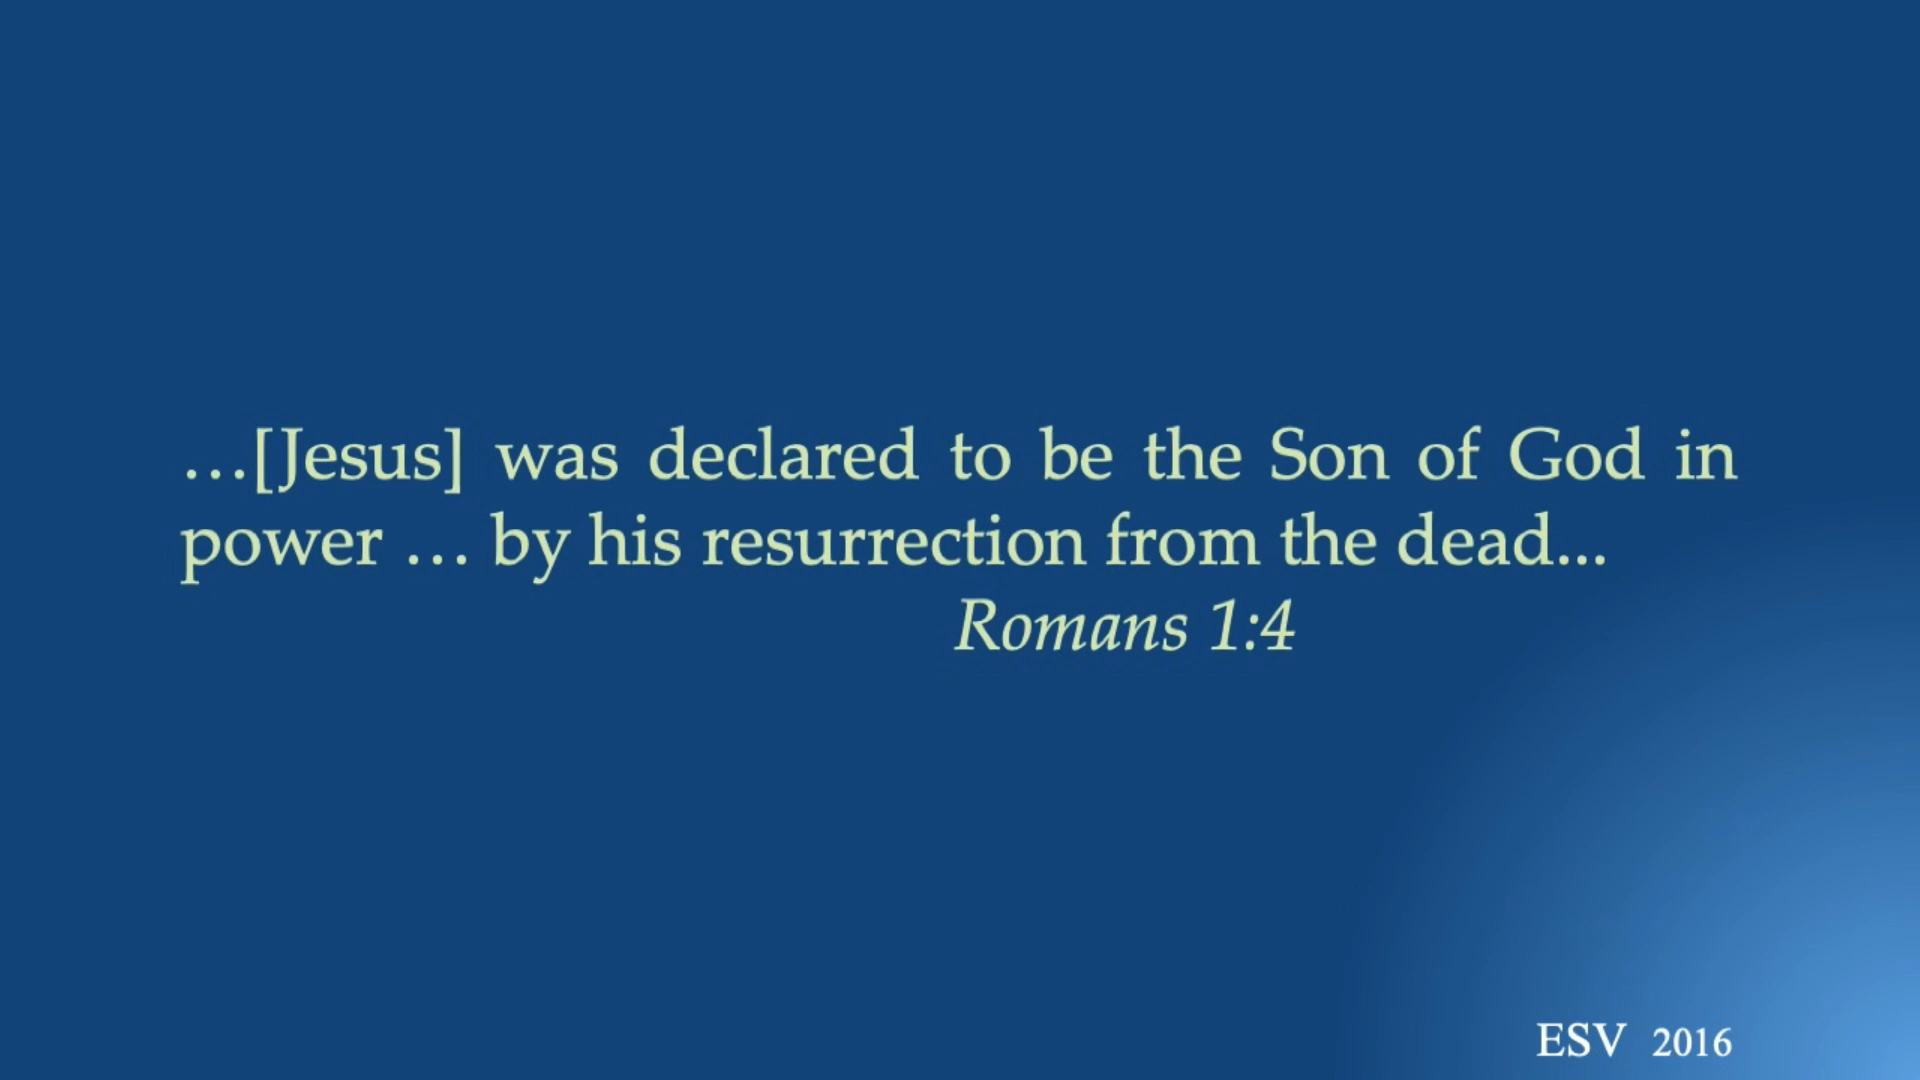 …[Jesus] was declared to be the Son of God in
power … by his resurrection from the dead...
Romans 1:4
ESV 2016